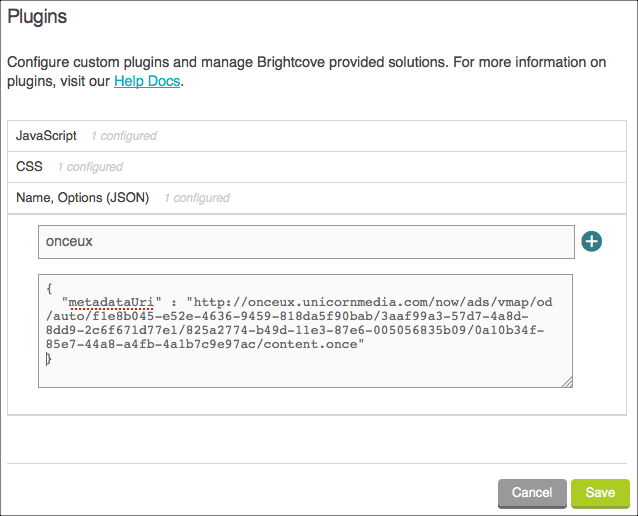 Plugins
Configure custom plugins and manage Brightcove provided solutions. For more information on
plugins, visit our Help Docs.
JavaScript 1 configured
CSS 1 configured
Name, Options (JSON) 1 configured
onceux
{
"metadataUri" : "http://onceux.unicornmedia.com/now/ads/vmap/od
/auto/f1e8b045-e52e-4636-9459-818da5f90bab/3aaf99a3-57d7-4a8d-
8dd9-2c6f671d77e1/825a2774-b49d-11e3-87e6-005056835b09/0a10b34f-
85e7-44a8-a4fb-4a1b7c9e97ac/content.once"
}
Cancel Save